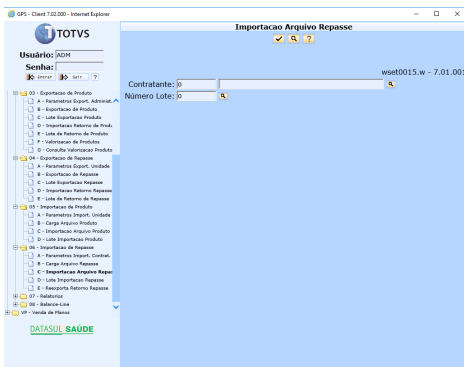 GPS - Client 7.02.000 - Internet Explorer
TOTVS
Usuário: ADM
Senha:
Entrar Sair ?
03 - Exportacao de Produto
A - Parametros Export. Administ.
B - Exportacao de Produto
C - Lote Exportacao Produto
D - Importacao Retorno de Produ
E - Lote de Retorno de Produto
F - Valorizacao de Produtos
G - Consulta Valorizacao Produto
04 - Exportacao de Repasse
A - Parametros Export. Unidade
B - Exportacao de Repasse
C - Lote Exportacao Repasse
D - Importacao Retorno Repasse
E - Lote de Retorno de Repasse
05 - Importacao de Produto
A - Parametros Import. Unidade
B - Carga Arquivo Produto
C - Importacao Arquivo Produto
D - Lote Importacao Produto
06 - Importacao de Repasse
A - Parametros Import. Contrat.
B - Carga Arquivo Repasse
C - Importacao Arquivo Repas
D - Lote Importacao Repasse
E - Reexporta Retorno Repasse
07 - Relatorios
08 - Balance-Line
VP - Venda de Planos
DATASUL SAÚDE
Importacao Arquivo Repasse
?
wset0015.w - 7.01.001
Contratante: 0
Número Lote: 0